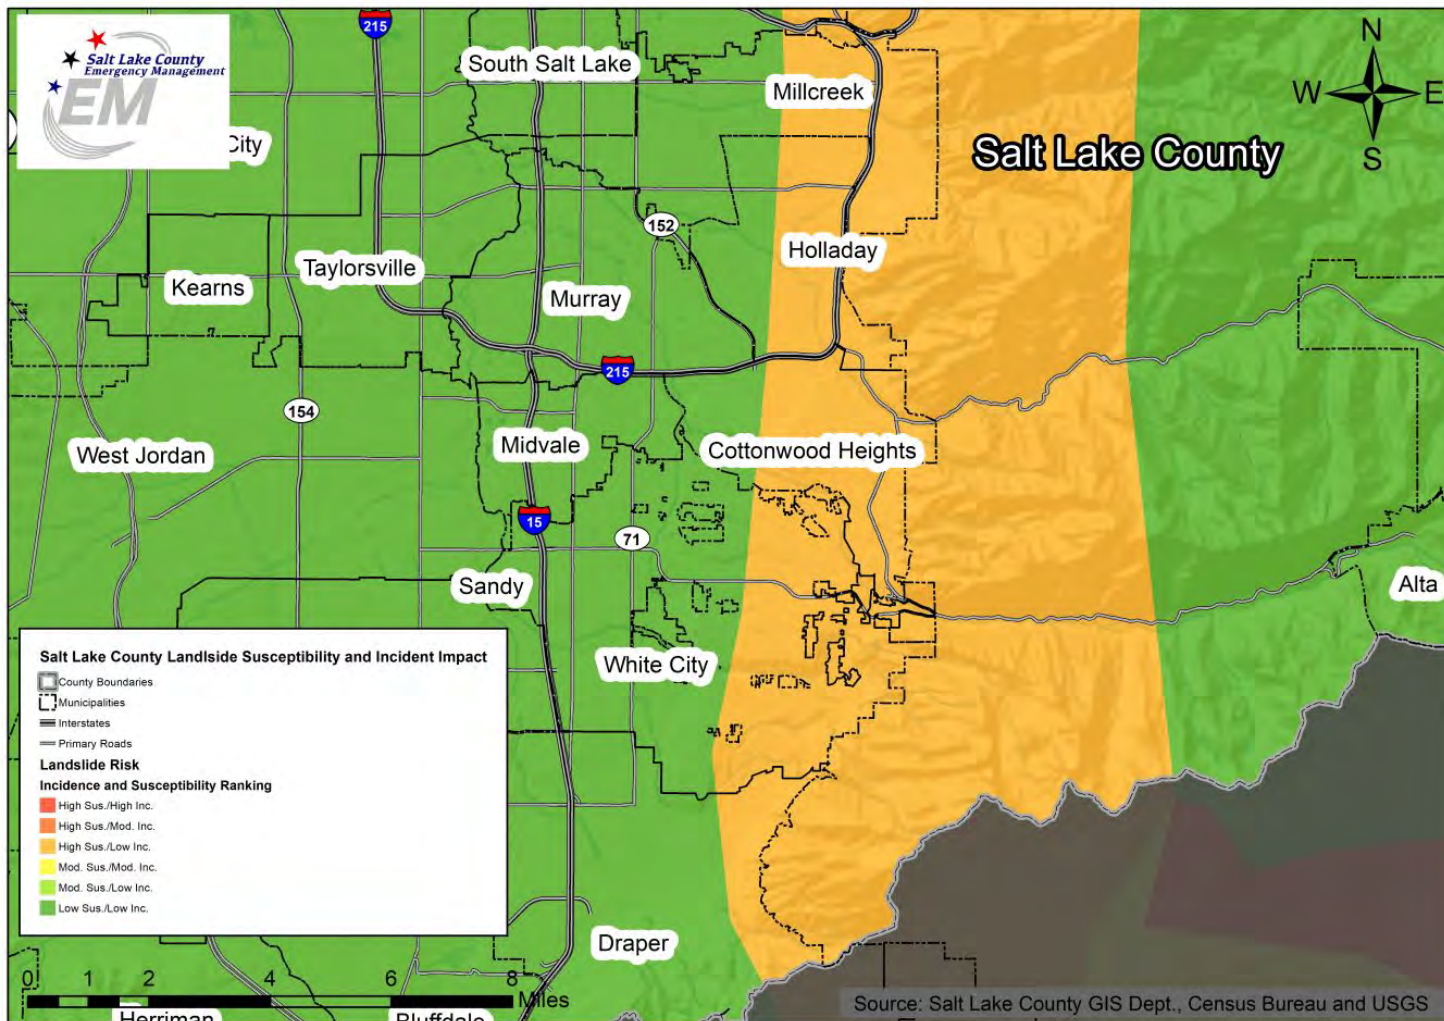 215
Salt Lake County
Emergency Management
EM
City
South Salt Lake
Millcreek
N
W E
S
Salt Lake County
152
Holladay
Taylorsville
Kearns
Murray
215
154
West Jordan
Midvale
Cottonwood Heights
15
71
Sandy
Alta
White City
Salt Lake County Landlside Susceptibility and Incident Impact
County Boundaries
Municipalities
Interstates
Primary Roads
Landslide Risk
Incidence and Susceptibility Ranking
High Sus./High Inc.
High Sus./Mod. Inc.
High Sus./Low Inc.
Mod. Sus./Mod. Inc.
Mod. Sus./Low Inc.
Low Sus./Low Inc.
Draper
0 1 2 4 6 8
Miles
Source: Salt Lake County GIS Dept., Census Bureau and USGS
Herriman
Bluffdale